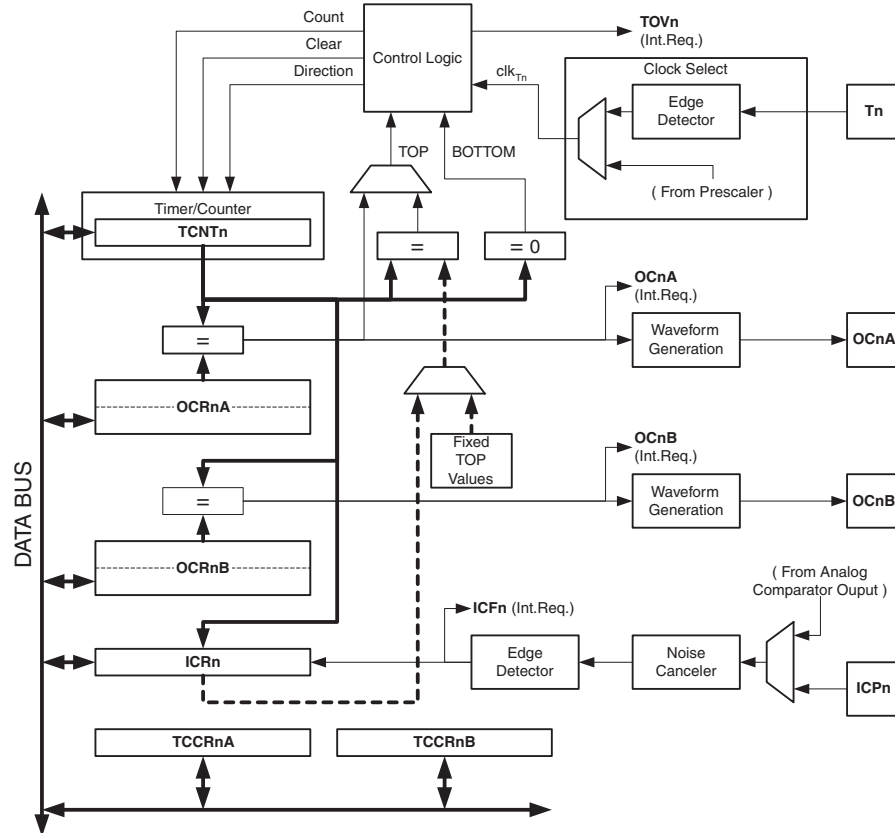 Count
Clear
Direction
Control Logic
TOVn
(Int.Req.)
clkTn
Clock Select
Edge
Detector
Tn
( From Prescaler )
TOP
BOTTOM
Timer/Counter
TCNTn
=
= 0
OCnA
(Int.Req.)
=
Waveform
Generation
OCnA
OCRnA
Fixed
TOP
Values
OCnB
(Int.Req.)
=
Waveform
Generation
OCnB
OCRnB
DATA BUS
( From Analog
Comparator Ouput )
ICFn (Int.Req.)
ICRn
Edge
Detector
Noise
Canceler
ICPn
TCCRnA
TCCRnB